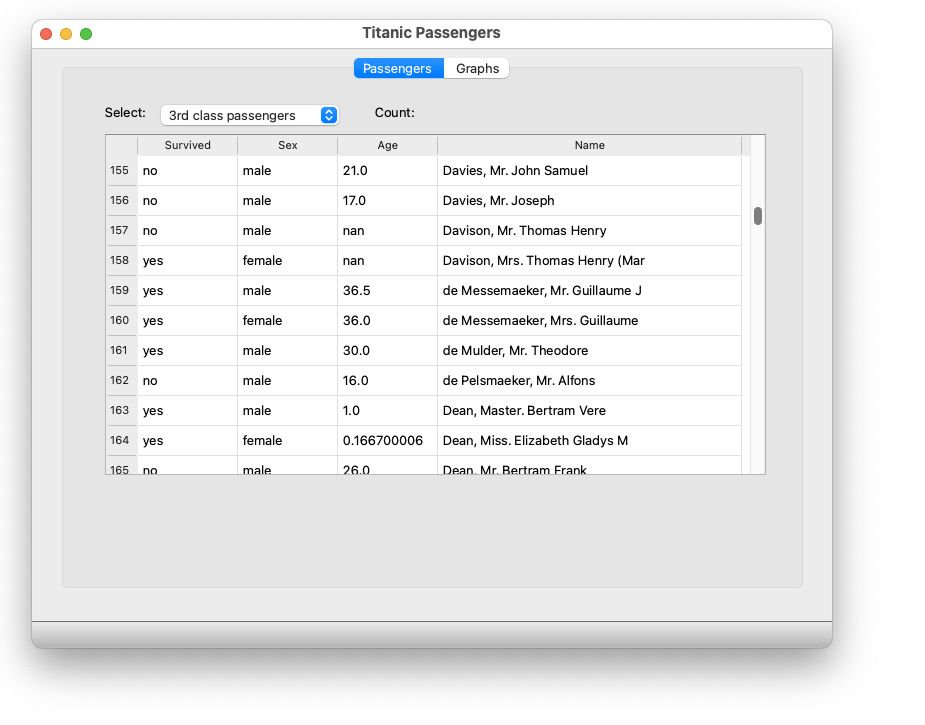 Titanic Passengers
Passengers Graphs
Select: 3rd class passengers Count:
Survived Sex Age Name
155 no male 21.0 Davies, Mr. John Samuel
156 no male 17.0 Davies, Mr. Joseph
157 no male nan Davison, Mr. Thomas Henry
158 yes female nan Davison, Mrs. Thomas Henry (Mar
159 yes male 36.5 de Messemaeker, Mr. Guillaume J
160 yes female 36.0 de Messemaeker, Mrs. Guillaume
161 yes male 30.0 de Mulder, Mr. Theodore
162 no male 16.0 de Pelsmaeker, Mr. Alfons
163 yes male 1.0 Dean, Master. Bertram Vere
164 yes female 0.166700006 Dean, Miss. Elizabeth Gladys M
165 no male 26.0 Dean, Mr. Bertram Frank